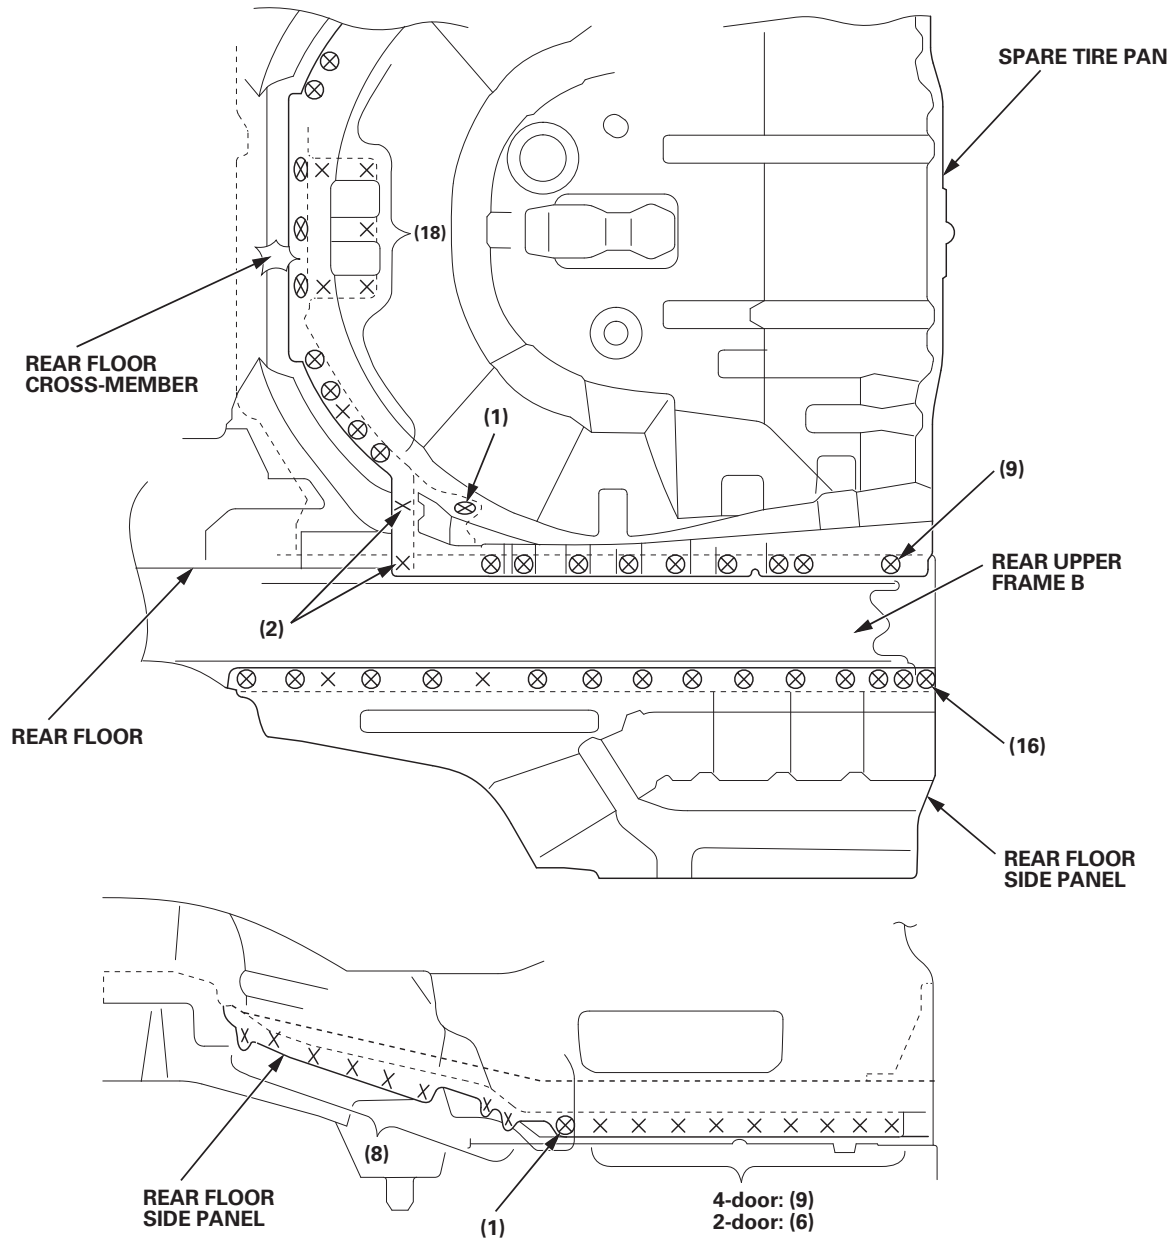 SPARE TIRE PAN
(18)
REAR FLOOR
CROSS-MEMBER
(1)
(9)
REAR UPPER
FRAME B
(2)
REAR FLOOR
(16)
REAR FLOOR
SIDE PANEL
(8)
REAR FLOOR
SIDE PANEL
(1)
4-door: (9)
2-door: (6)